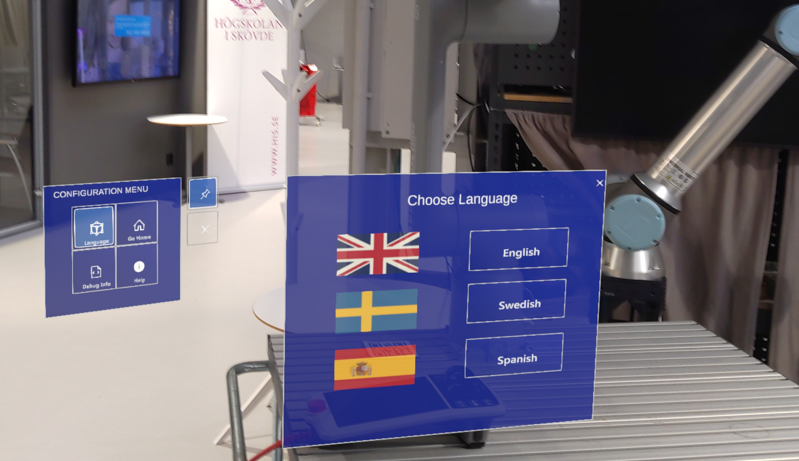 HÖGSKOLAN
I SKÖVDE
WWW.HIS.SE
CONFIGURATION MENU
Language
Go Home
Debug Info
Help
Choose Language
×
English
Swedish
Spanish